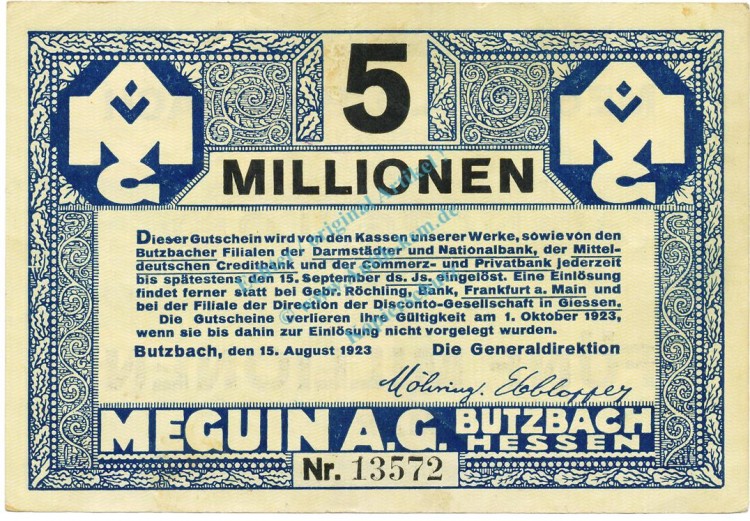 5
MILLIONEN
Dieser Gutschein wird von den Kassen unserer Werke, sowie von den
Butzbacher Filialen der Darmstädter und Nationalbank, der Mittel-
deutschen Creditbank und der Commerz- und Privatbank jederzeit
bis spätestens am 15. September ds. Js. eingelöst. Eine Einlösung
findet ferner statt bei Gebr. Röchling, Bank, Frankfurt a. Main und
bei der Filiale der Direction der Disconto-Gesellschaft in Giessen.
Die Gutscheine verlieren ihre Gültigkeit am 1. Oktober 1923,
wenn sie bis dahin zur Einlösung nicht vorgelegt wurden.
Butzbach, den 15. August 1923 Die Generaldirektion
Möhring.
MEGUIN A.G. BUTZBACH
HESSEN
Nr. 13572